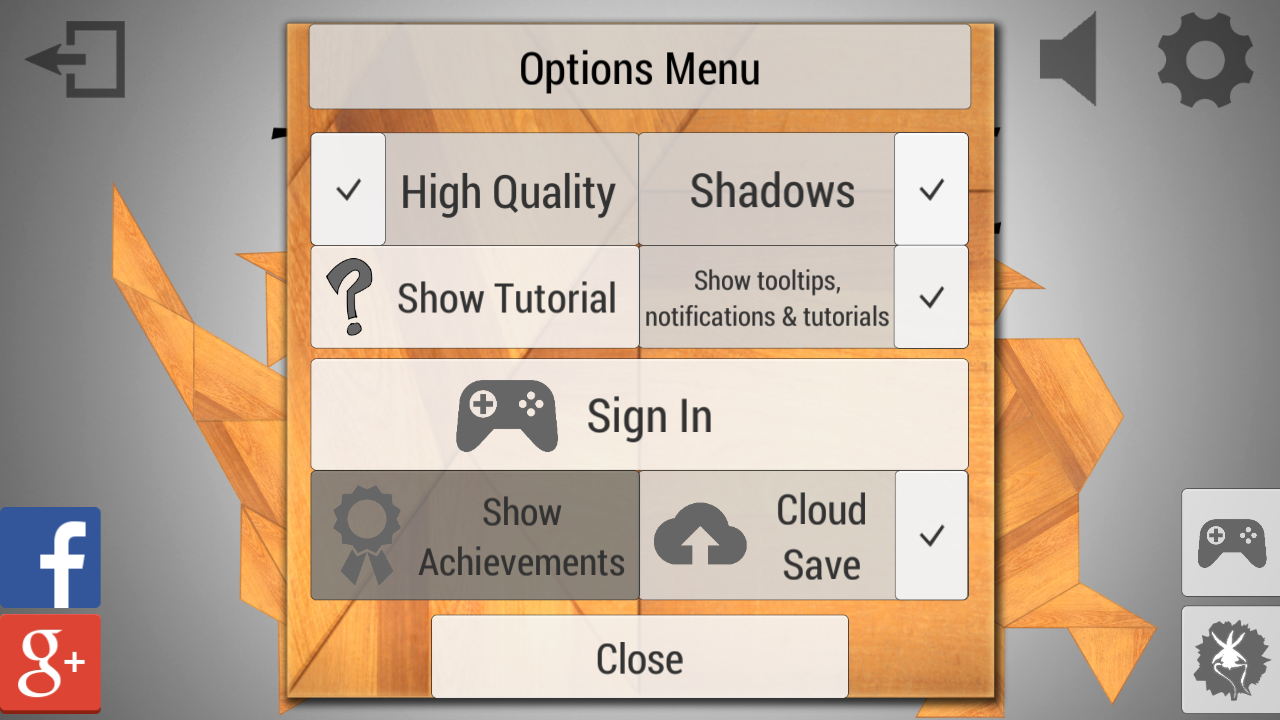 Options Menu
High Quality
Shadows
Show Tutorial
Show tooltips,
notifications & tutorials
Sign In
Show
Achievements
Cloud
Save
Close
f
g+